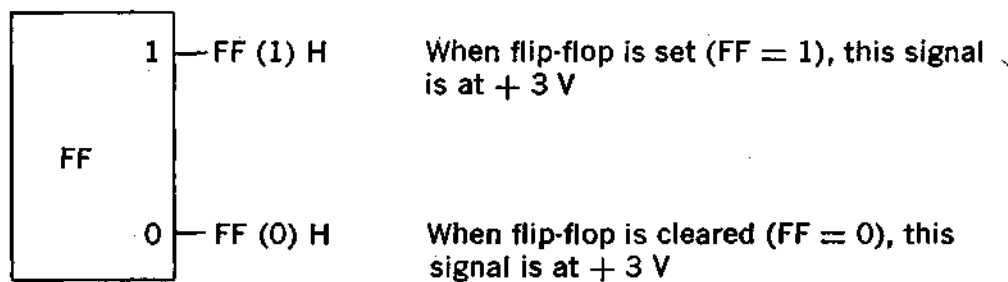 1 FF (1) H When flip-flop is set (FF = 1), this signal
is at + 3 V
FF
0 FF (0) H When flip-flop is cleared (FF = 0), this
signal is at + 3 V